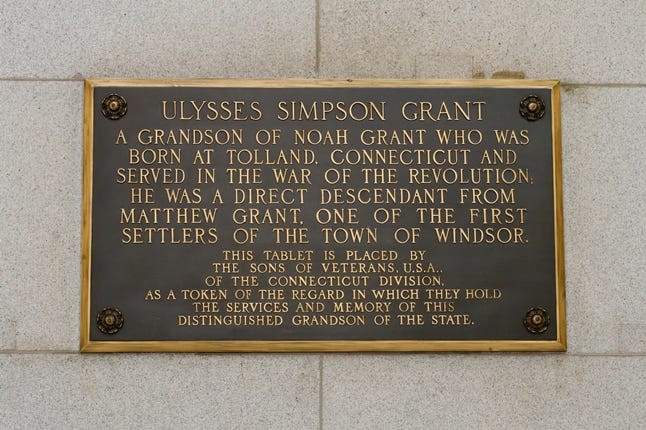 ULYSSES SIMPSON GRANT
A GRANDSON OF NOAH GRANT WHO WAS
BORN AT TOLLAND, CONNECTICUT AND
SERVED IN THE WAR OF THE REVOLUTION;
HE WAS A DIRECT DESCENDANT FROM
MATTHEW GRANT, ONE OF THE FIRST
SETTLERS OF THE TOWN OF WINDSOR.
THIS TABLET IS PLACED BY
THE SONS OF VETERANS, U.S.A.,
OF THE CONNECTICUT DIVISION,
AS A TOKEN OF THE REGARD IN WHICH THEY HOLD
THE SERVICES AND MEMORY OF THIS
DISTINGUISHED GRANDSON OF THE STATE.